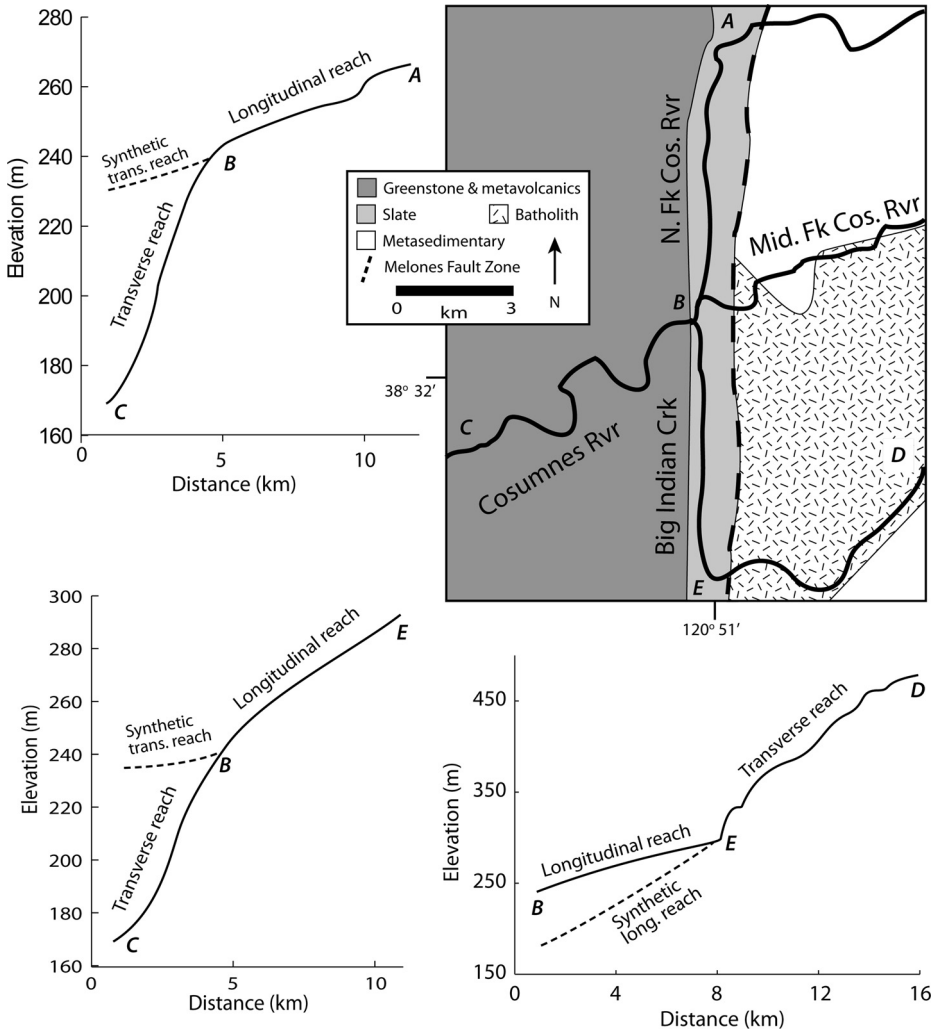 280
260
240
220
200
180
160
0
5
10
Elevation (m)
Distance (km)
Longitudinal reach
A
Synthetic
trans. reach
B
Transverse reach
C
Greenstone & metavolcanics
Slate
Batholith
Metasedimentary
Melones Fault Zone
0
3
km
N
A
N. Fk Cos. Rvr
Mid. Fk Cos. Rvr
B
C
Cosumnes Rvr
Big Indian Crk
D
E
38° 32′
120° 51′
300
280
260
240
220
200
180
160
0
5
10
Elevation (m)
Distance (km)
Longitudinal reach
E
Synthetic
trans. reach
B
Transverse reach
C
450
350
250
150
0
4
8
12
16
Elevation (m)
Distance (km)
Transverse reach
D
Longitudinal reach
E
B
Synthetic
long. reach